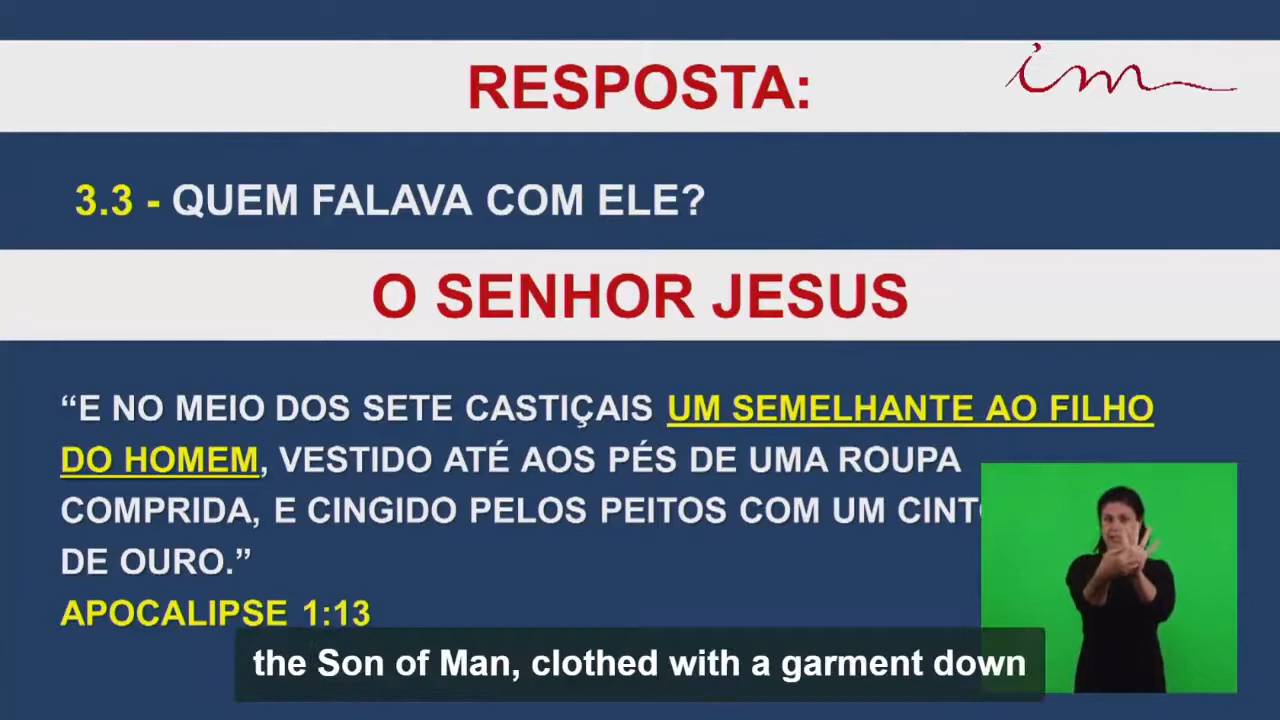 RESPOSTA:
im
3.3 - QUEM FALAVA COM ELE?
O SENHOR JESUS
“E NO MEIO DOS SETE CASTIÇAIS UM SEMELHANTE AO FILHO
DO HOMEM, VESTIDO ATÉ AOS PÉS DE UMA ROUPA
COMPRIDA, E CINGIDO PELOS PEITOS COM UM CINTO
DE OURO.”
APOCALIPSE 1:13
the Son of Man, clothed with a garment down